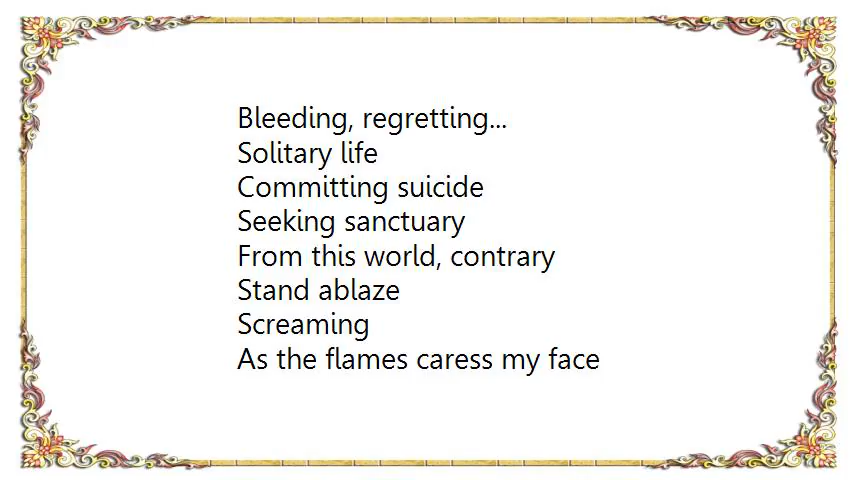 Bleeding, regretting...
Solitary life
Committing suicide
Seeking sanctuary
From this world, contrary
Stand ablaze
Screaming
As the flames caress my face